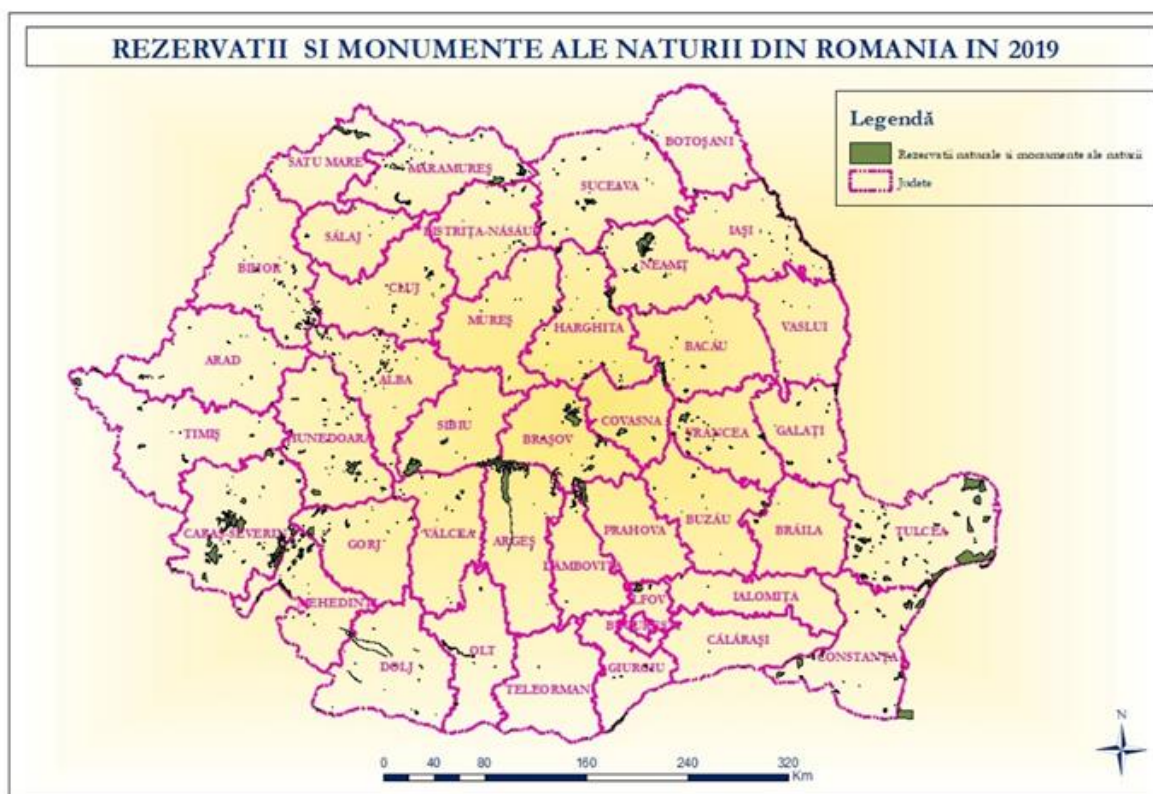 REZERVATII SI MONUMENTE ALE NATURII DIN ROMANIA IN 2019
Legendă
Rezervatii naturale si monumente ale naturii
Judete
BOTOȘANI
SATU MARE
MARAMUREȘ
SUCEAVA
SĂLAJ
BISTRIȚA-NĂSĂUD
IAȘI
NEAMȚ
BIHOR
CLUJ
MUREȘ
HARGHITA
VASLUI
BACĂU
ARAD
ALBA
SIBIU
BRAȘOV
COVASNA
VRANCEA
GALAȚI
TIMIȘ
HUNEDOARA
CARAȘ-SEVERIN
GORJ
VÂLCEA
ARGEȘ
PRAHOVA
BUZĂU
BRĂILA
TULCEA
DÂMBOVIȚA
MEHEDINȚI
ILFOV
IALOMIȚA
DOLJ
OLT
TELEORMAN
GIURGIU
CĂLĂRAȘI
CONSTANȚA
N
0 40 80 160 240 320
Km